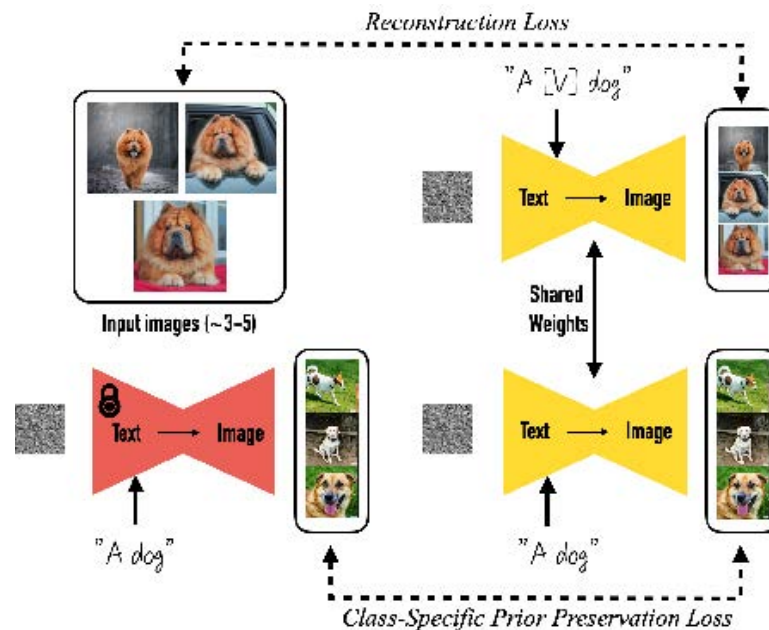 Reconstruction Loss
"A [V] dog"
Text → Image
Input images (~3-5)
Shared
Weights
Text → Image
Text → Image
"A dog"
"A dog"
Class-Specific Prior Preservation Loss